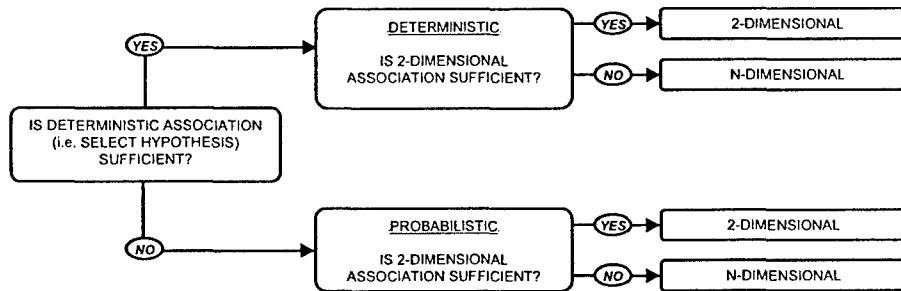 YES
DETERMINISTIC
IS 2-DIMENSIONAL
ASSOCIATION SUFFICIENT?
YES
2-DIMENSIONAL
NO
N-DIMENSIONAL
IS DETERMINISTIC ASSOCIATION
(i.e. SELECT HYPOTHESIS)
SUFFICIENT?
NO
PROBABILISTIC
IS 2-DIMENSIONAL
ASSOCIATION SUFFICIENT?
YES
2-DIMENSIONAL
NO
N-DIMENSIONAL